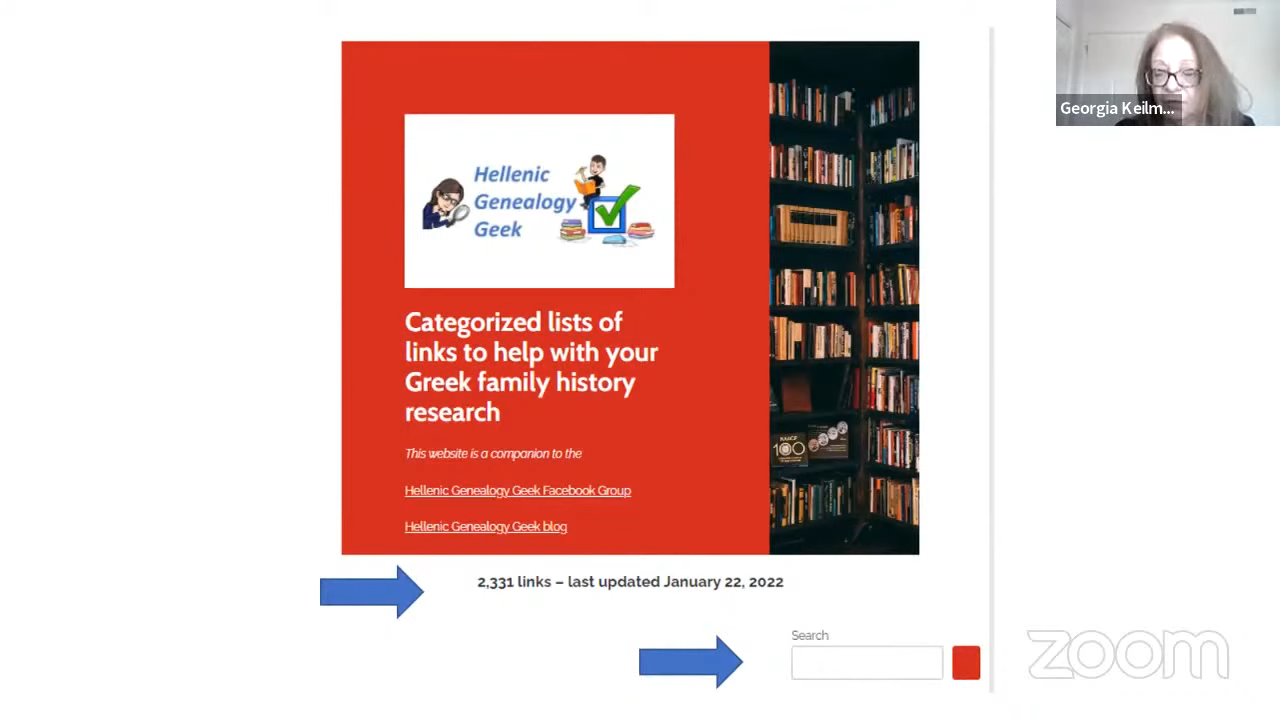 Georgia Keilm...
Hellenic
Genealogy
Geek
Categorized lists of
links to help with your
Greek family history
research
This website is a companion to the
Hellenic Genealogy Geek Facebook Group
Hellenic Genealogy Geek blog
100
2,331 links – last updated January 22, 2022
Search
zoom